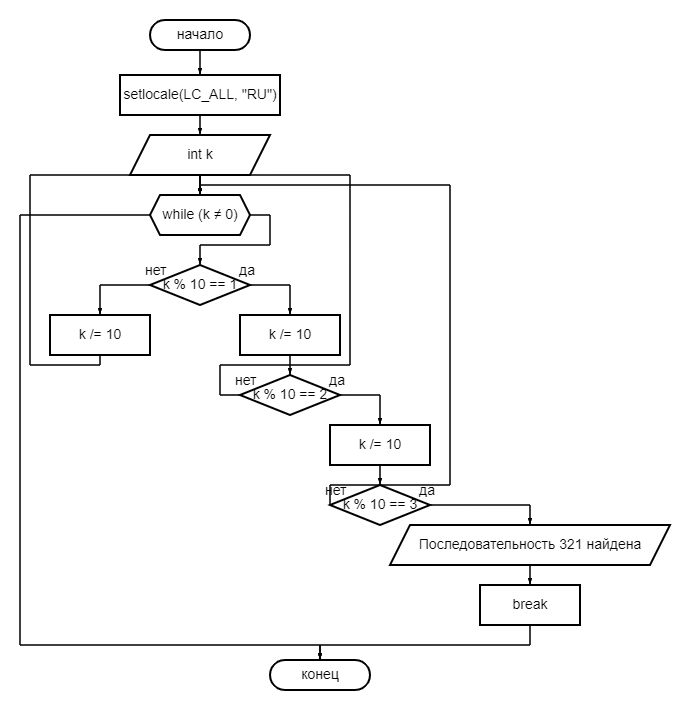 начало
setlocale(LC_ALL, "RU")
int k
while (k ≠ 0)
нет
да
k % 10 == 1
k /= 10
k /= 10
нет
да
k % 10 == 2
k /= 10
нет
да
k % 10 == 3
Последовательность 321 найдена
break
конец